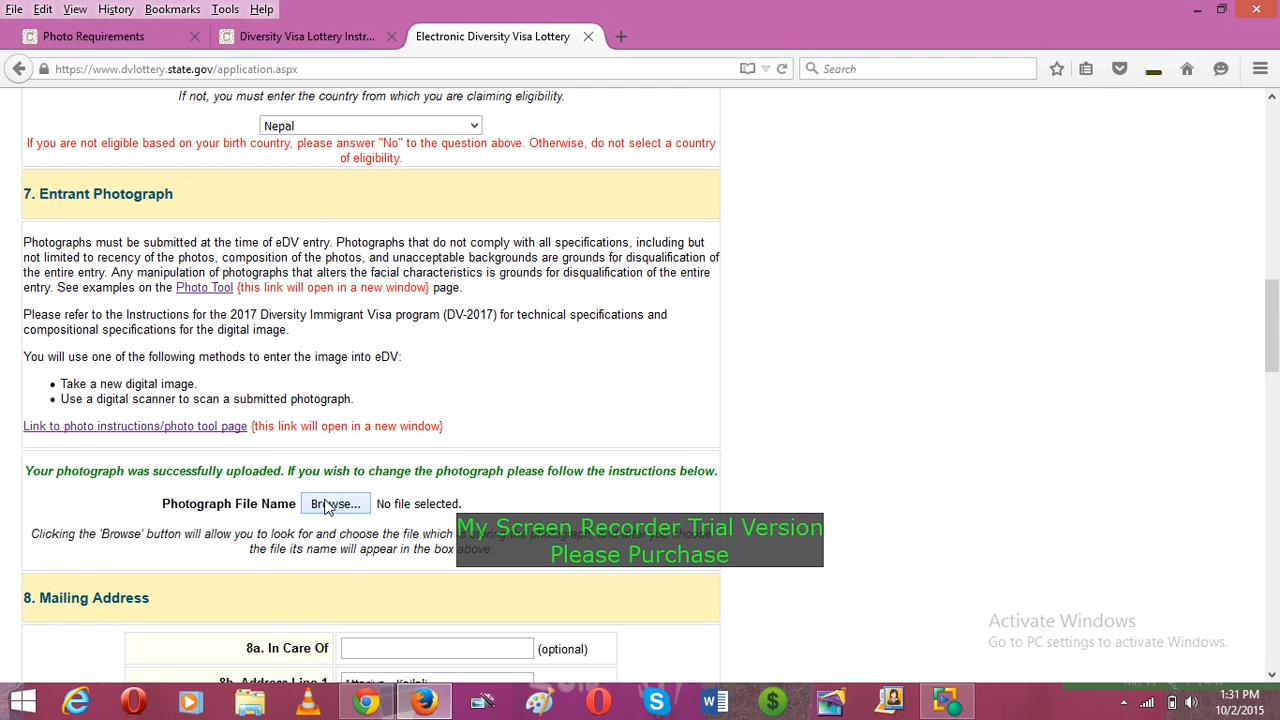 File Edit View History Bookmarks Tools Help
Photo Requirements
Diversity Visa Lottery Instr...
Electronic Diversity Visa Lottery
https://www.dvlottery.state.gov/application.aspx
Search
If not, you must enter the country from which you are claiming eligibility.
Nepal
If you are not eligible based on your birth country, please answer "No" to the question above. Otherwise, do not select a country
of eligibility.
7. Entrant Photograph
Photographs must be submitted at the time of eDV entry. Photographs that do not comply with all specifications, including but
not limited to recency of the photos, composition of the photos, and unacceptable backgrounds are grounds for disqualification of
the entire entry. Any manipulation of photographs that alters the facial characteristics is grounds for disqualification of the entire
entry. See examples on the Photo Tool {this link will open in a new window} page.
Please refer to the Instructions for the 2017 Diversity Immigrant Visa program (DV-2017) for technical specifications and
compositional specifications for the digital image.
You will use one of the following methods to enter the image into eDV:
• Take a new digital image.
• Use a digital scanner to scan a submitted photograph.
Link to photo instructions/photo tool page {this link will open in a new window}
Your photograph was successfully uploaded. If you wish to change the photograph please follow the instructions below.
Photograph File Name Browse... No file selected.
My Screen Recorder Trial Version
Please Purchase
Clicking the 'Browse' button will allow you to look for and choose the file which is storing the photograph, and after you choose
the file its name will appear in the box above.
8. Mailing Address
8a. In Care Of (optional)
8b. Address Line 1
Activate Windows
Go to PC settings to activate Windows.
1:31 PM
10/2/2015